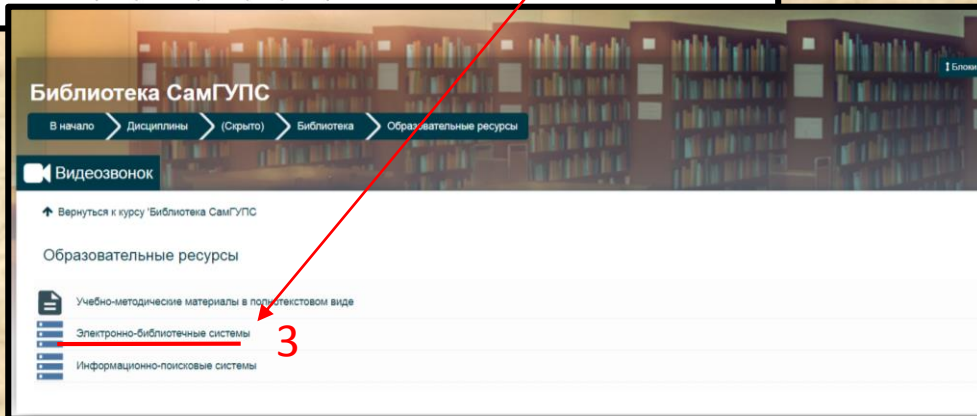 Блоки
Библиотека СамГУПС
В начало Дисциплины (Скрыто) Библиотека Образовательные ресурсы
Видеозвонок
Вернуться к курсу 'Библиотека СамГУПС
Образовательные ресурсы
Учебно-методические материалы в полнотекстовом виде
Электронно-библиотечные системы
3
Информационно-поисковые системы